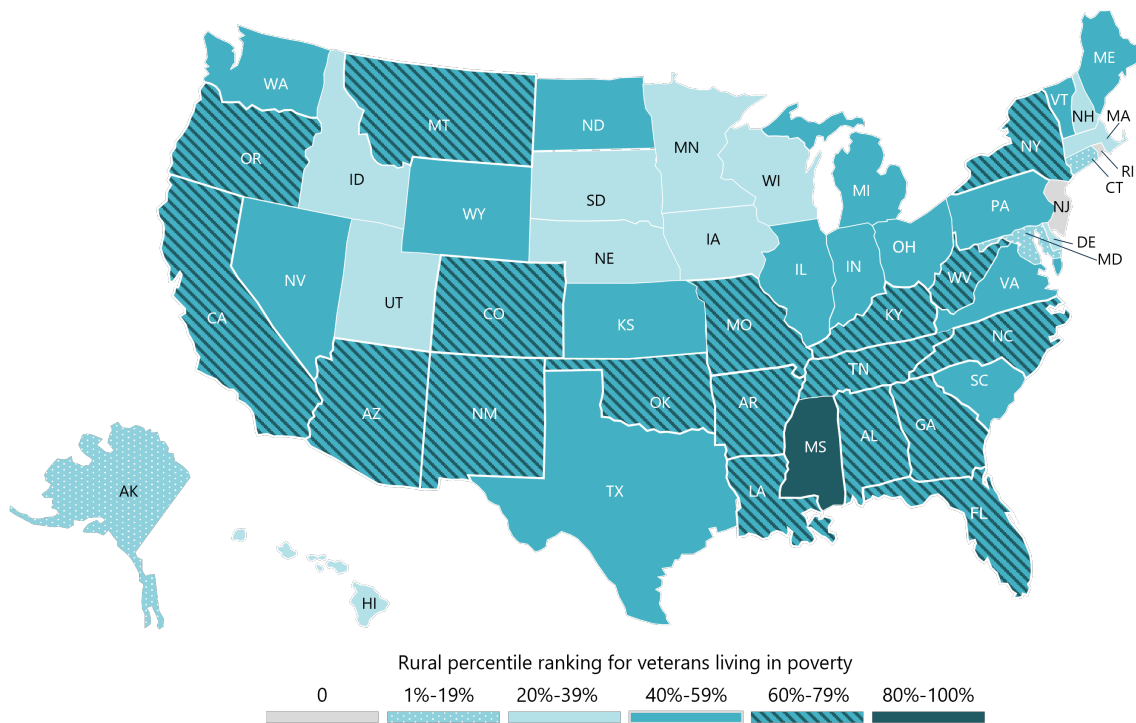 ME
WA
VT
NH
MA
MT
ND
MN
NY
OR
RI
ID
WI
CT
SD
MI
WY
PA
NJ
IA
DE
NE
OH
MD
IL
IN
NV
WV
VA
UT
CO
KS
MO
KY
CA
NC
TN
SC
AZ
NM
OK
AR
GA
MS
AL
AK
TX
LA
FL
HI
Rural percentile ranking for veterans living in poverty
0 1%-19% 20%-39% 40%-59% 60%-79% 80%-100%